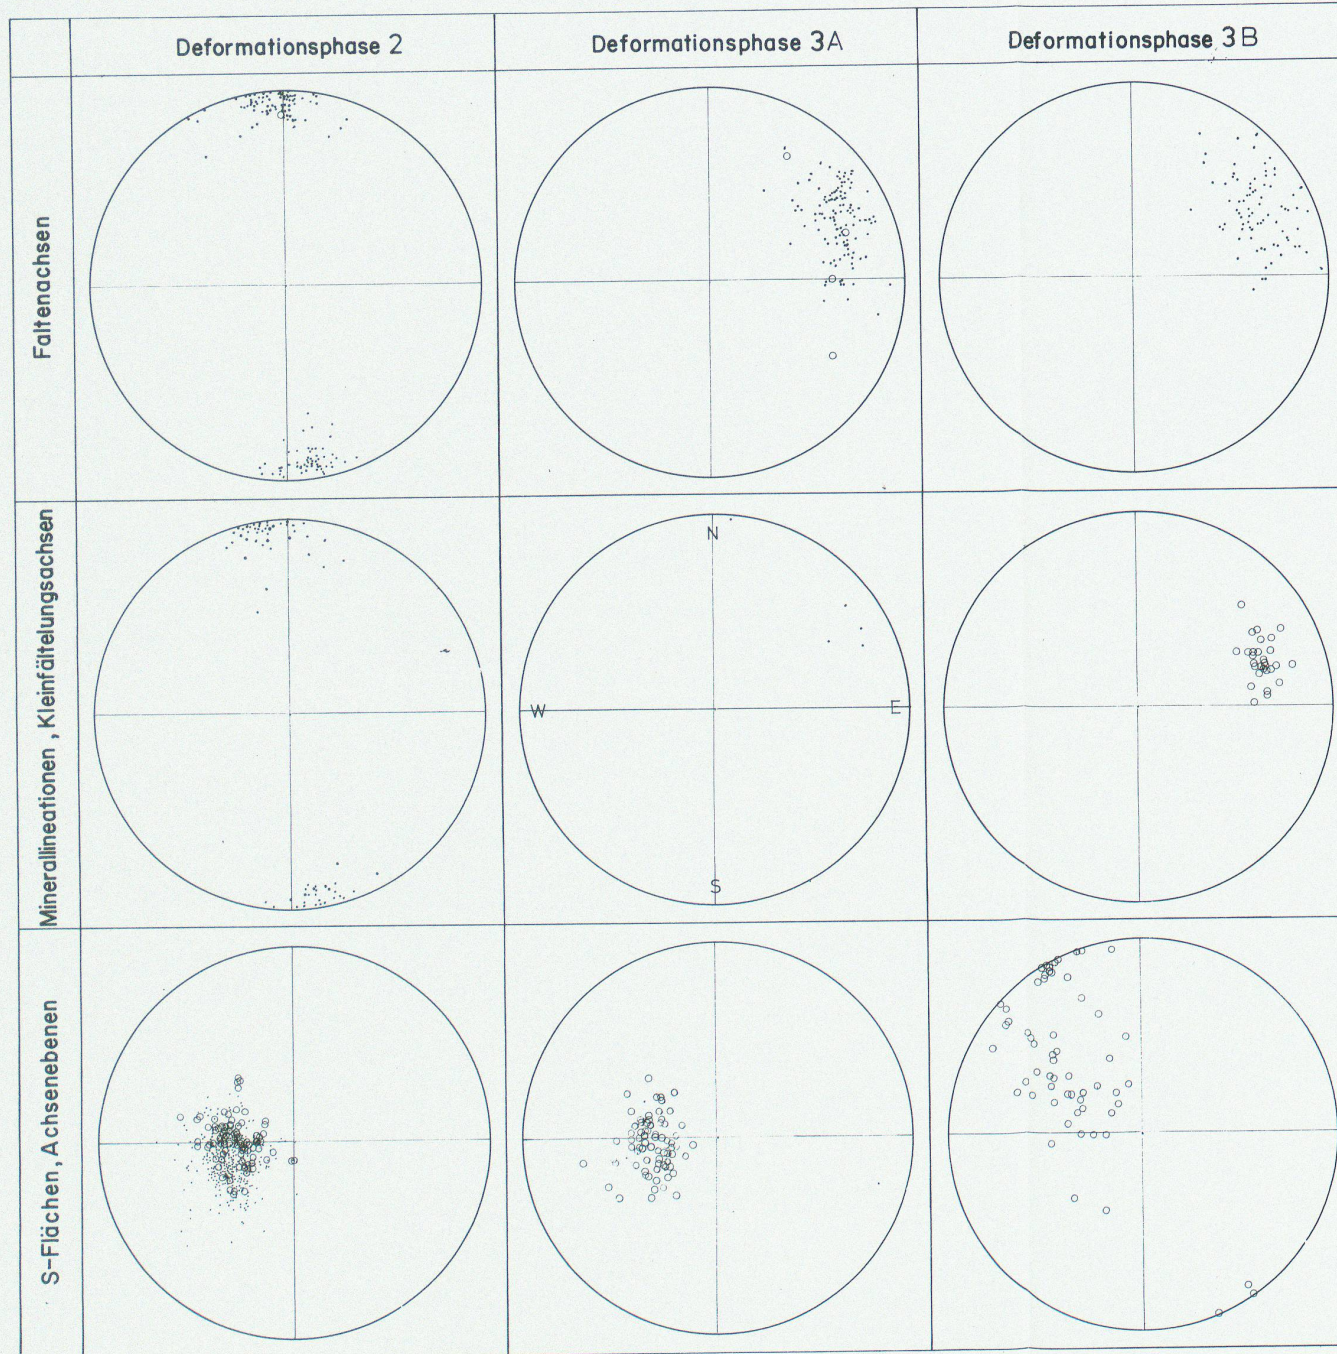 Deformationsphase 2
Deformationsphase 3A
Deformationsphase 3B
Faltenachsen
Minerallineationen, Kleinfältelungsachsen
N
W
E
S
S-Flächen, Achsenebenen